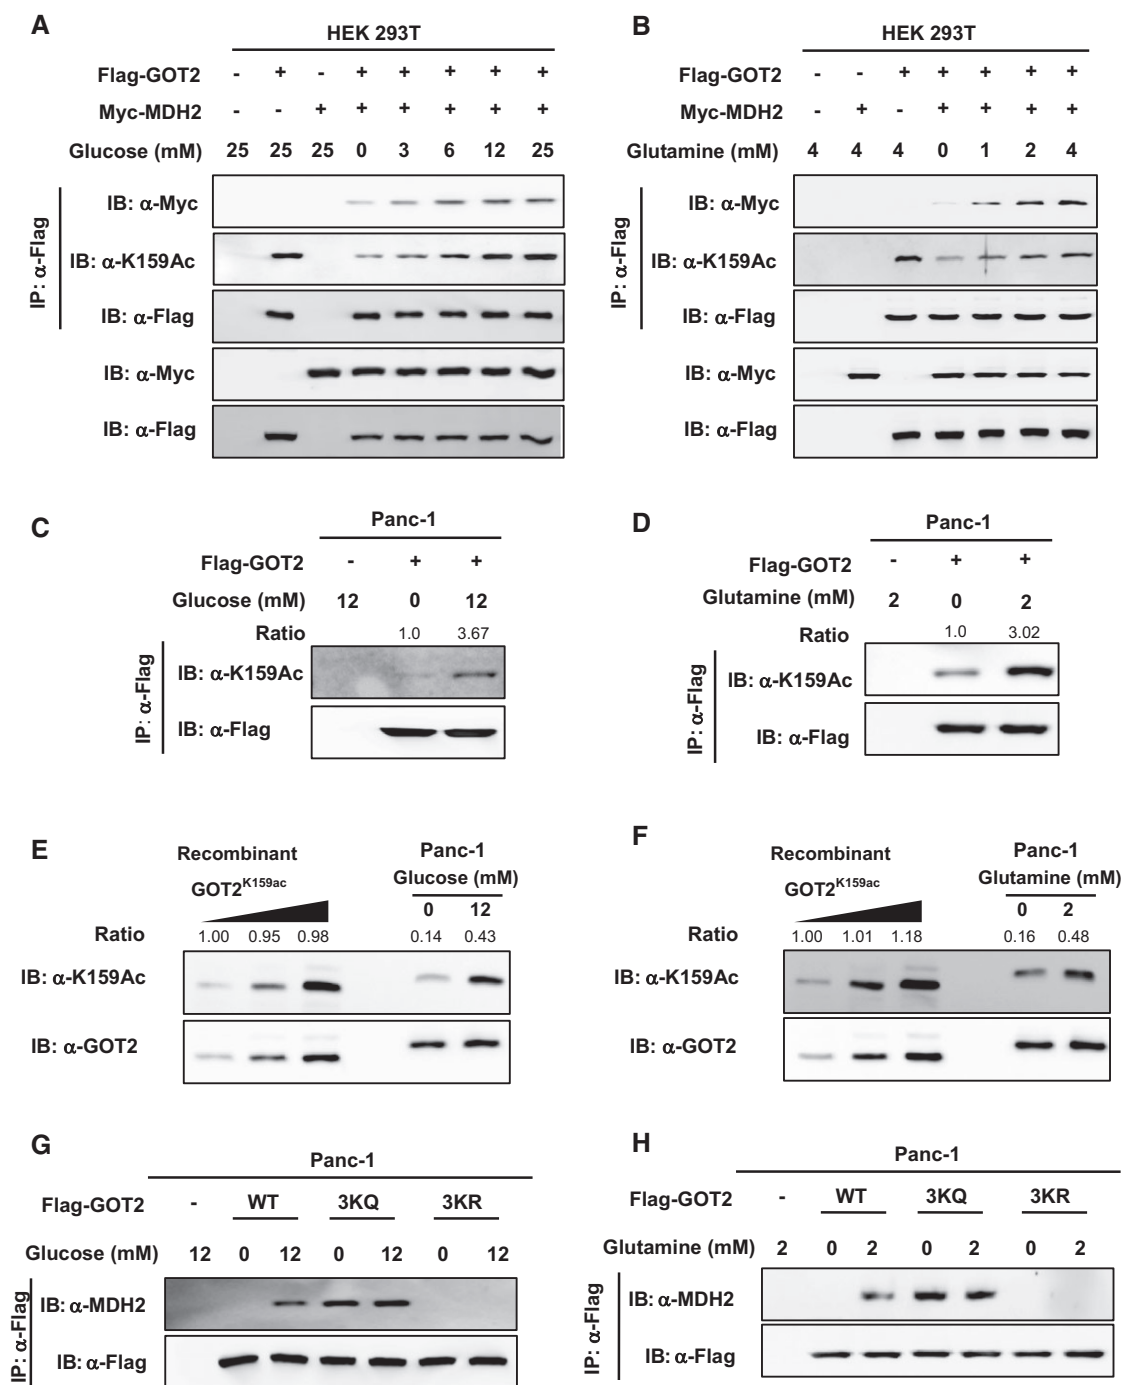 A
HEK 293T
Flag-GOT2 - + - + + + + +
Myc-MDH2 - - + + + + + +
Glucose (mM) 25 25 25 0 3 6 12 25
IP: α-Flag
IB: α-Myc
IB: α-K159Ac
IB: α-Flag
IB: α-Myc
IB: α-Flag
B
HEK 293T
Flag-GOT2 - - + + + + +
Myc-MDH2 - + - + + + +
Glutamine (mM) 4 4 4 0 1 2 4
IP: α-Flag
IB: α-Myc
IB: α-K159Ac
IB: α-Flag
IB: α-Myc
IB: α-Flag
C
Panc-1
Flag-GOT2 - + +
Glucose (mM) 12 0 12
Ratio 1.0 3.67
IP: α-Flag
IB: α-K159Ac
IB: α-Flag
D
Panc-1
Flag-GOT2 - + +
Glutamine (mM) 2 0 2
Ratio 1.0 3.02
IP: α-Flag
IB: α-K159Ac
IB: α-Flag
E
Recombinant
GOT2K159ac
Panc-1
Glucose (mM)
0 12
Ratio 1.00 0.95 0.98 0.14 0.43
IB: α-K159Ac
IB: α-GOT2
F
Recombinant
GOT2K159ac
Panc-1
Glutamine (mM)
0 2
Ratio 1.00 1.01 1.18 0.16 0.48
IB: α-K159Ac
IB: α-GOT2
G
Panc-1
Flag-GOT2 - WT 3KQ 3KR
Glucose (mM) 12 0 12 0 12 0 12
IP: α-Flag
IB: α-MDH2
IB: α-Flag
H
Panc-1
Flag-GOT2 - WT 3KQ 3KR
Glutamine (mM) 2 0 2 0 2 0 2
IP: α-Flag
IB: α-MDH2
IB: α-Flag